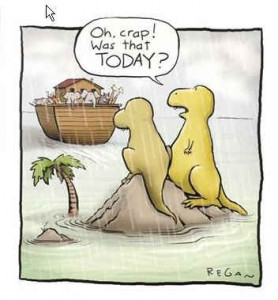 Oh, crap!
Was that
TODAY?
REGAN